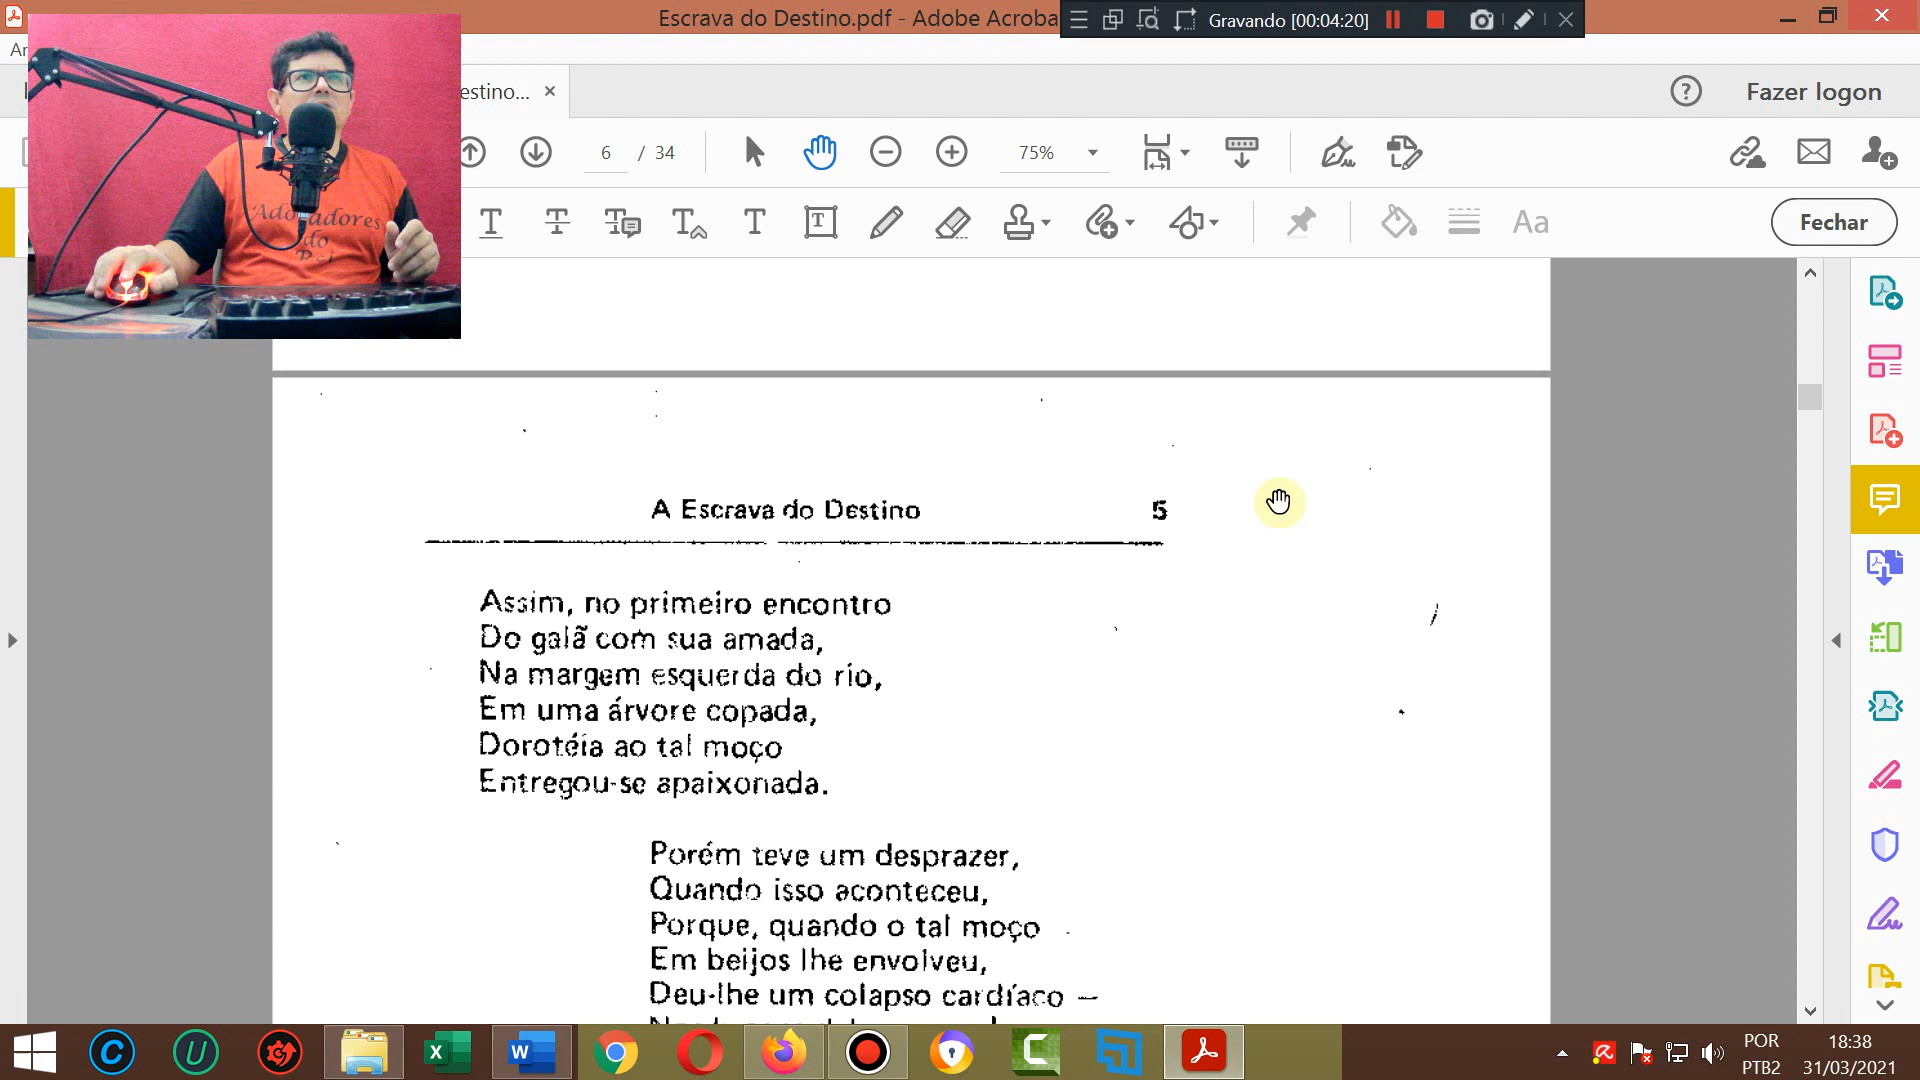 Escrava do Destino.pdf - Adobe Acroba
Gravando [00:04:20]
estino...
Fazer logon
6 / 34
75%
Fechar
Aa
Adoradores
do
Rei
A Escrava do Destino 5
Assim, no primeiro encontro
Do galã com sua amada,
Na margem esquerda do rio,
Em uma árvore copada,
Dorotéia ao tal moço
Entregou-se apaixonada.
Porém teve um desprazer,
Quando isso aconteceu,
Porque, quando o tal moço
Em beijos lhe envolveu,
Deu-lhe um colapso cardíaco —
POR
PTB2
18:38
31/03/2021